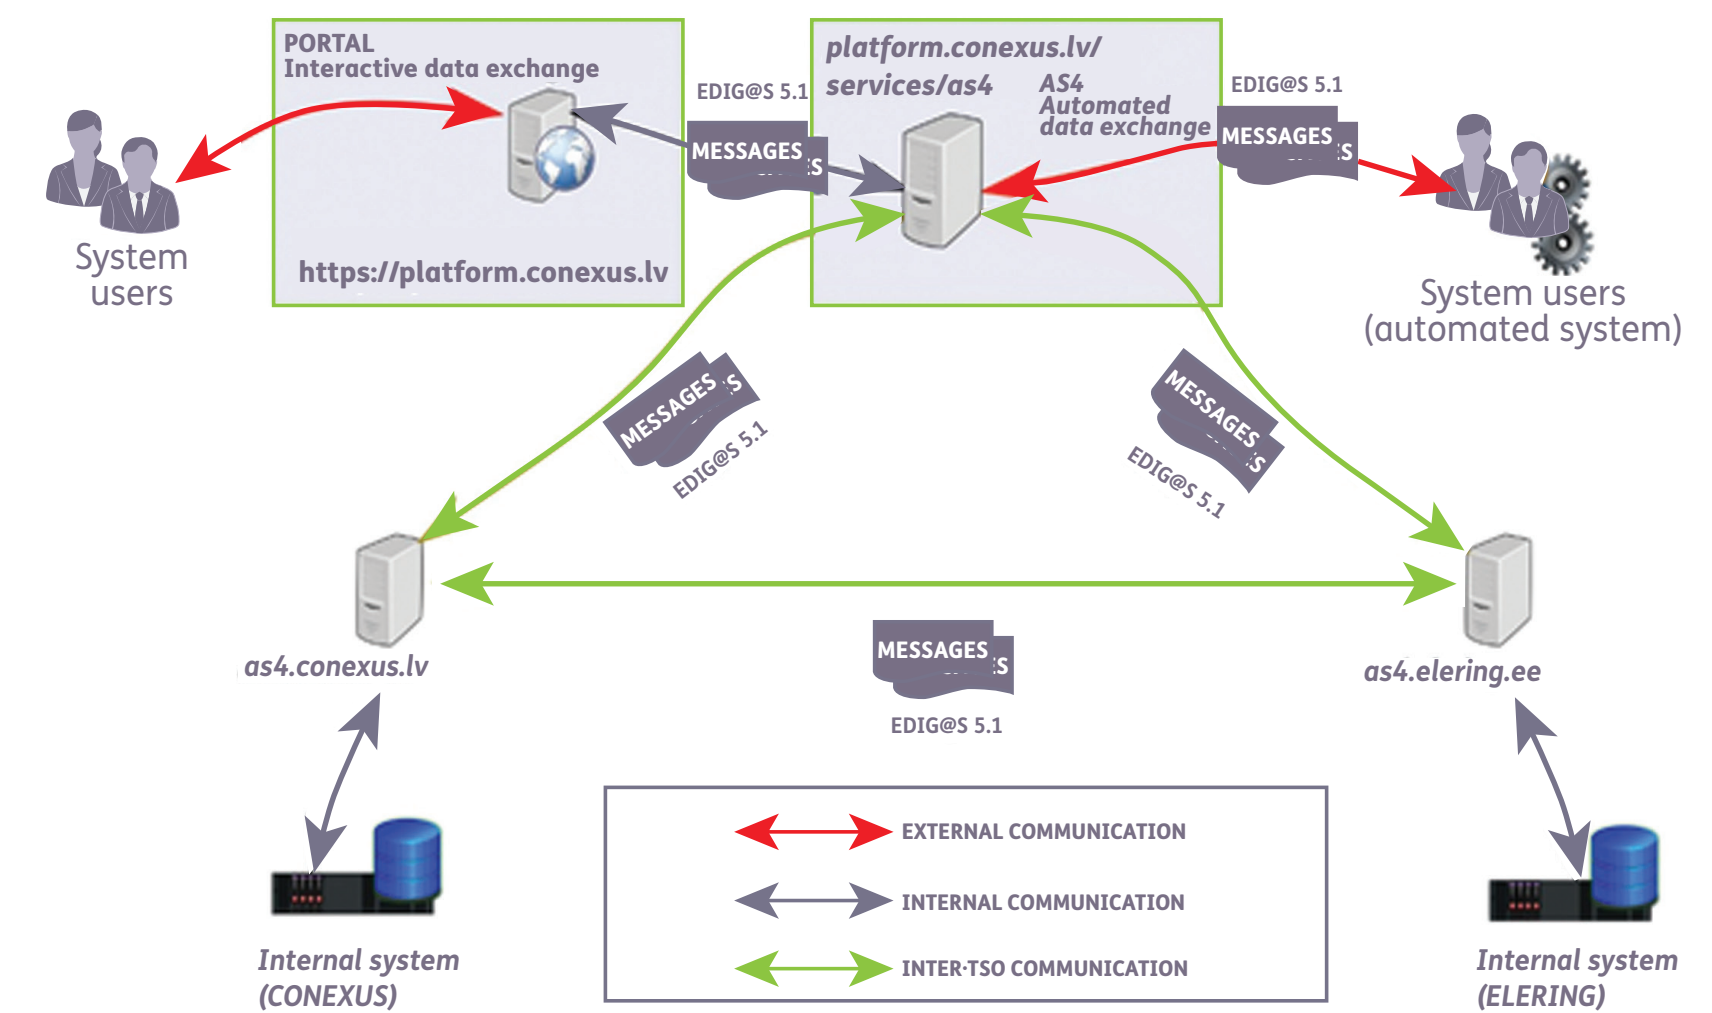 PORTAL
Interactive data exchange
https://platform.conexus.lv
System
users
EDIG@S 5.1
MESSAGES
platform.conexus.lv/
services/as4
AS4
Automated
data exchange
EDIG@S 5.1
MESSAGES
System users
(automated system)
MESSAGES
EDIG@S 5.1
MESSAGES
EDIG@S 5.1
as4.conexus.lv
MESSAGES
EDIG@S 5.1
as4.elering.ee
EXTERNAL COMMUNICATION
INTERNAL COMMUNICATION
INTER·TSO COMMUNICATION
Internal system
(CONEXUS)
Internal system
(ELERING)